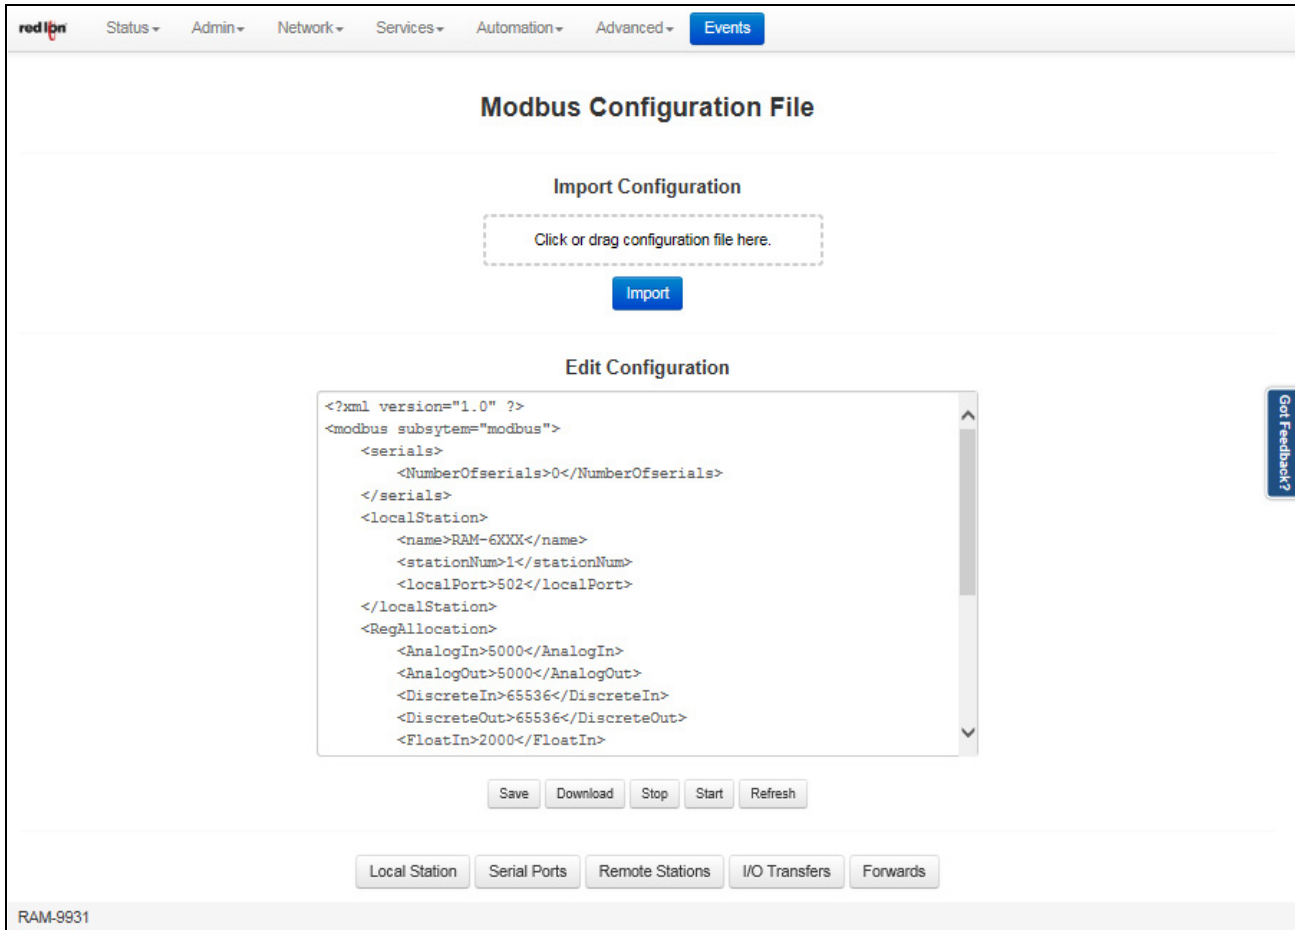 red lion Status Admin Network Services Automation Advanced Events
Modbus Configuration File
Import Configuration
Click or drag configuration file here.
Import
Edit Configuration
<?xml version="1.0" ?>
<modbus subsytem="modbus">
<serials>
<NumberOfserials>0</NumberOfserials>
</serials>
<localStation>
<name>RAM-6XXX</name>
<stationNum>1</stationNum>
<localPort>502</localPort>
</localStation>
<RegAllocation>
<AnalogIn>5000</AnalogIn>
<AnalogOut>5000</AnalogOut>
<DiscreteIn>65536</DiscreteIn>
<DiscreteOut>65536</DiscreteOut>
<FloatIn>2000</FloatIn>
Save Download Stop Start Refresh
Local Station Serial Ports Remote Stations I/O Transfers Forwards
RAM-9931
Got Feedback?